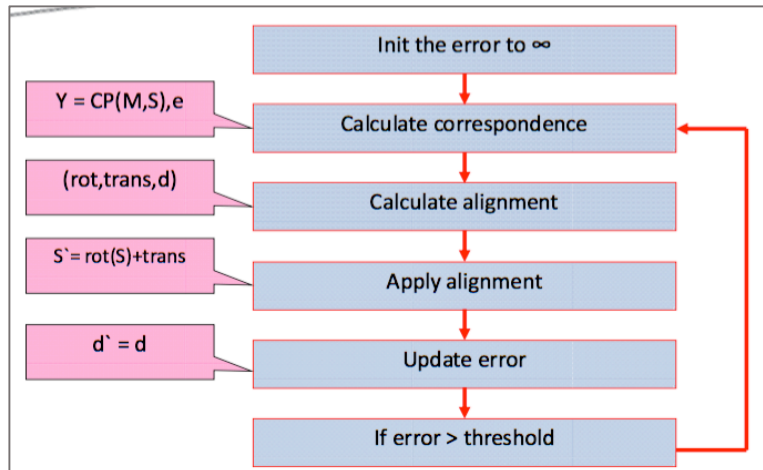 Init the error to ∞
Y = CP(M,S),e
Calculate correspondence
(rot,trans,d)
Calculate alignment
S`= rot(S)+trans
Apply alignment
d` = d
Update error
If error > threshold